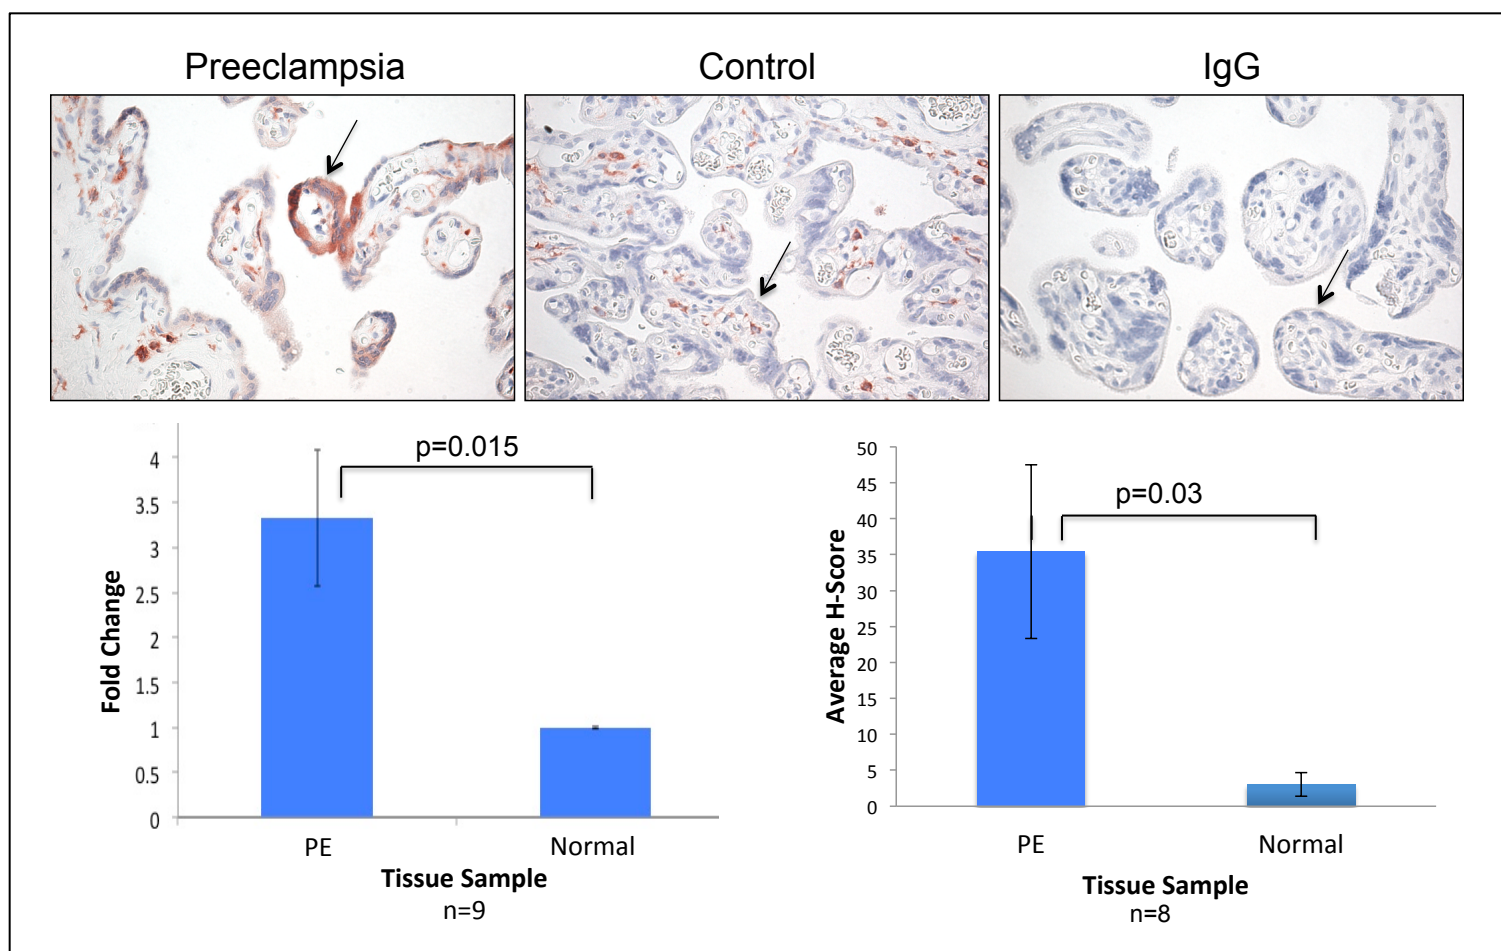 Preeclampsia
Control
IgG
Fold Change
4
3.5
3
2.5
2
1.5
1
0.5
0
p=0.015
PE
Normal
Tissue Sample
n=9
Average H-Score
50
45
40
35
30
25
20
15
10
5
0
p=0.03
PE
Normal
Tissue Sample
n=8